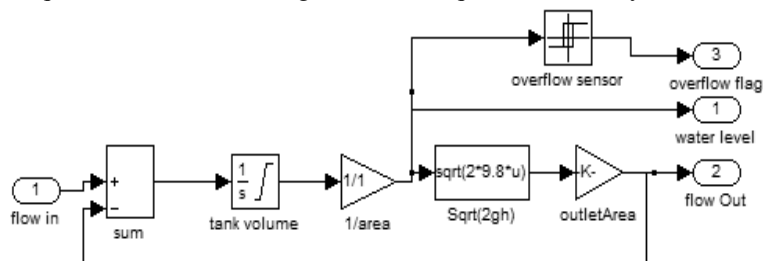 3
overflow sensor
overflow flag
1
water level
1
flow in
+
−
sum
1
s
tank volume
1/1
1/area
sqrt(2*9.8*u)
Sqrt(2gh)
-K-
outletArea
2
flow Out